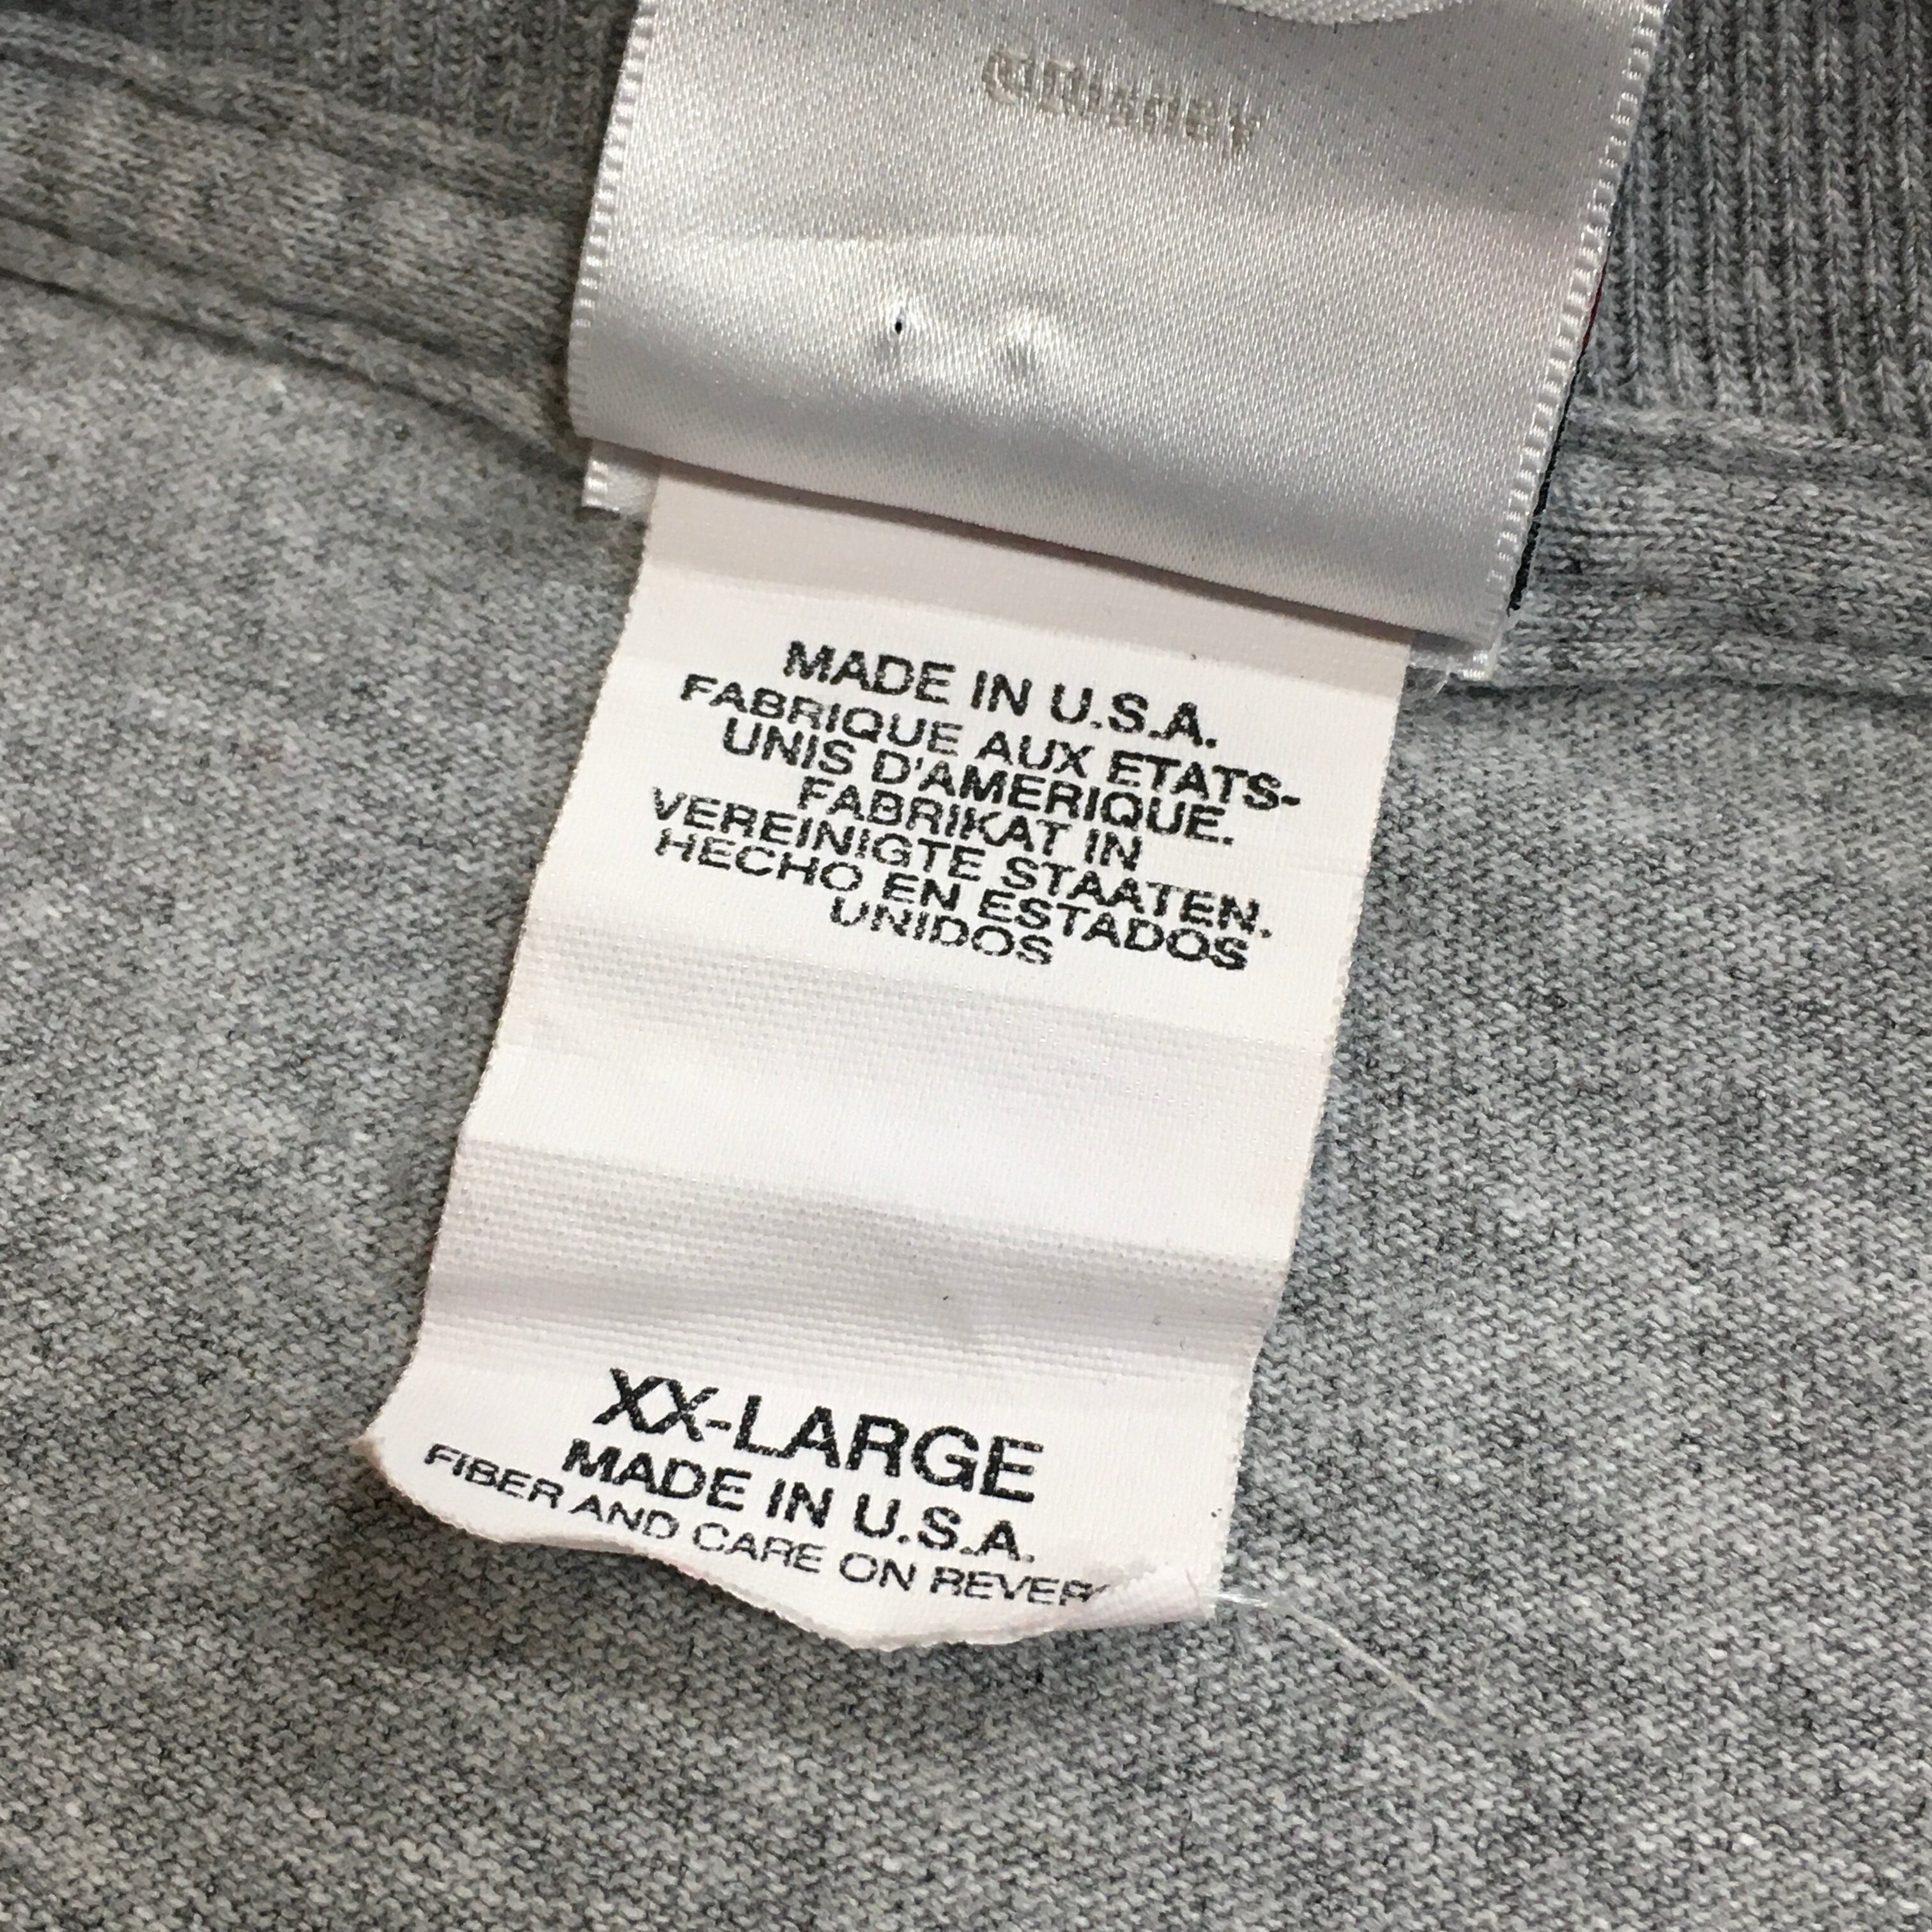 MADE IN U.S.A.
FABRIQUE AUX ETATS-
UNIS D'AMERIQUE.
FABRIKAT IN
VEREINIGTE STAATEN.
HECHO EN ESTADOS
UNIDOS
XX-LARGE
MADE IN U.S.A.
FIBER AND CARE ON REVER